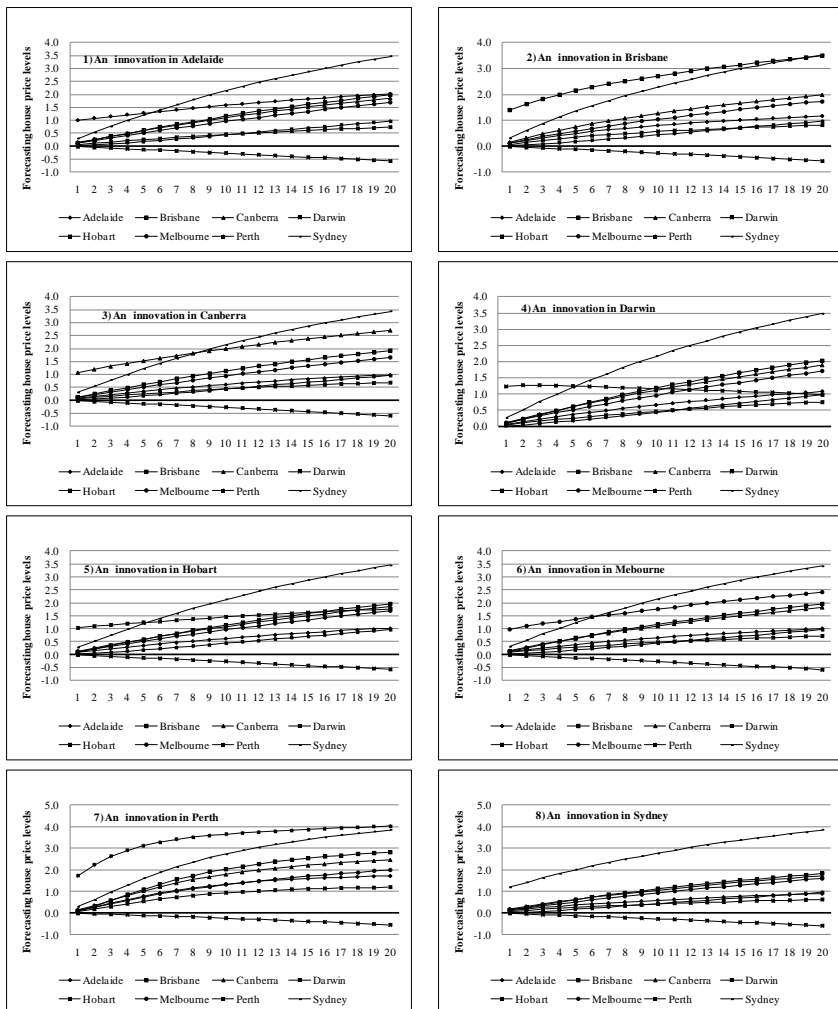 Forecasting house price levels
1) An innovation in Adelaide
4.0
3.5
3.0
2.5
2.0
1.5
1.0
0.5
0.0
-0.5
-1.0
1 2 3 4 5 6 7 8 9 10 11 12 13 14 15 16 17 18 19 20
Adelaide Brisbane Canberra Darwin
Hobart Melbourne Perth Sydney
Forecasting house price levels
2) An innovation in Brisbane
4.0
3.5
3.0
2.5
2.0
1.5
1.0
0.5
0.0
-0.5
-1.0
1 2 3 4 5 6 7 8 9 10 11 12 13 14 15 16 17 18 19 20
Adelaide Brisbane Canberra Darwin
Hobart Melbourne Perth Sydney
Forecasting house price levels
3) An innovation in Canberra
4.0
3.5
3.0
2.5
2.0
1.5
1.0
0.5
0.0
-0.5
-1.0
1 2 3 4 5 6 7 8 9 10 11 12 13 14 15 16 17 18 19 20
Adelaide Brisbane Canberra Darwin
Hobart Melbourne Perth Sydney
Forecasting house price levels
4) An innovation in Darwin
4.0
3.5
3.0
2.5
2.0
1.5
1.0
0.5
0.0
1 2 3 4 5 6 7 8 9 10 11 12 13 14 15 16 17 18 19 20
Adelaide Brisbane Canberra Darwin
Hobart Melbourne Perth Sydney
Forecasting house price levels
5) An innovation in Hobart
4.0
3.5
3.0
2.5
2.0
1.5
1.0
0.5
0.0
-0.5
-1.0
1 2 3 4 5 6 7 8 9 10 11 12 13 14 15 16 17 18 19 20
Adelaide Brisbane Canberra Darwin
Hobart Melbourne Perth Sydney
Forecasting house price levels
6) An innovation in Mebourne
4.0
3.5
3.0
2.5
2.0
1.5
1.0
0.5
0.0
-0.5
-1.0
1 2 3 4 5 6 7 8 9 10 11 12 13 14 15 16 17 18 19 20
Adelaide Brisbane Canberra Darwin
Hobart Melbourne Perth Sydney
Forecasting house price levels
7) An innovation in Perth
5.0
4.0
3.0
2.0
1.0
0.0
-1.0
1 2 3 4 5 6 7 8 9 10 11 12 13 14 15 16 17 18 19 20
Adelaide Brisbane Canberra Darwin
Hobart Melbourne Perth Sydney
Forecasting house price levels
8) An innovation in Sydney
5.0
4.0
3.0
2.0
1.0
0.0
-1.0
1 2 3 4 5 6 7 8 9 10 11 12 13 14 15 16 17 18 19 20
Adelaide Brisbane Canberra Darwin
Hobart Melbourne Perth Sydney